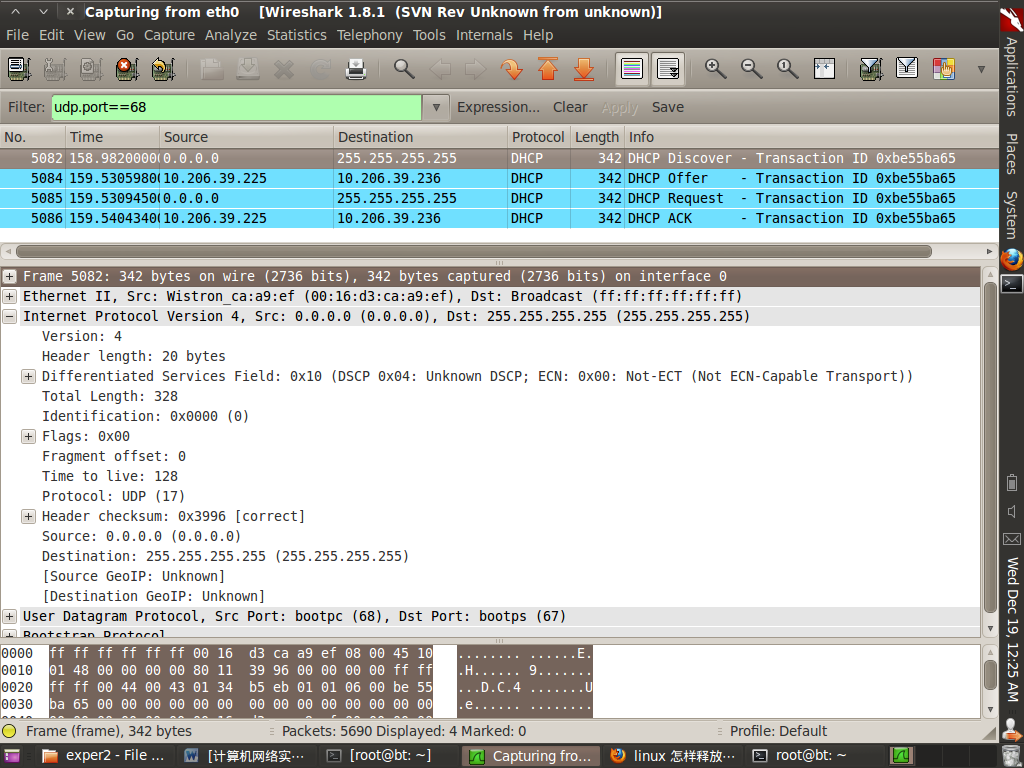 Capturing from eth0 [Wireshark 1.8.1 (SVN Rev Unknown from unknown)]
File Edit View Go Capture Analyze Statistics Telephony Tools Internals Help
Filter: udp.port==68 Expression... Clear Apply Save
No. Time Source Destination Protocol Length Info
5082 158.98200000 0.0.0.0 255.255.255.255 DHCP 342 DHCP Discover - Transaction ID 0xbe55ba65
5084 159.53059800 10.206.39.225 10.206.39.236 DHCP 342 DHCP Offer - Transaction ID 0xbe55ba65
5085 159.53094500 0.0.0.0 255.255.255.255 DHCP 342 DHCP Request - Transaction ID 0xbe55ba65
5086 159.54043400 10.206.39.225 10.206.39.236 DHCP 342 DHCP ACK - Transaction ID 0xbe55ba65
Frame 5082: 342 bytes on wire (2736 bits), 342 bytes captured (2736 bits) on interface 0
Ethernet II, Src: Wistron_ca:a9:ef (00:16:d3:ca:a9:ef), Dst: Broadcast (ff:ff:ff:ff:ff:ff)
Internet Protocol Version 4, Src: 0.0.0.0 (0.0.0.0), Dst: 255.255.255.255 (255.255.255.255)
Version: 4
Header length: 20 bytes
Differentiated Services Field: 0x10 (DSCP 0x04: Unknown DSCP; ECN: 0x00: Not-ECT (Not ECN-Capable Transport))
Total Length: 328
Identification: 0x0000 (0)
Flags: 0x00
Fragment offset: 0
Time to live: 128
Protocol: UDP (17)
Header checksum: 0x3996 [correct]
Source: 0.0.0.0 (0.0.0.0)
Destination: 255.255.255.255 (255.255.255.255)
[Source GeoIP: Unknown]
[Destination GeoIP: Unknown]
User Datagram Protocol, Src Port: bootpc (68), Dst Port: bootps (67)
Bootstrap Protocol
0000 ff ff ff ff ff ff 00 16 d3 ca a9 ef 08 00 45 10 ........ ......E.
0010 01 48 00 00 00 00 80 11 39 96 00 00 00 00 ff ff .H...... 9.......
0020 ff ff 00 44 00 43 01 34 b5 eb 01 01 06 00 be 55 ...D.C.4 .......U
0030 ba 65 00 00 00 00 00 00 00 00 00 00 00 00 00 00 .e...... ........
Frame (frame), 342 bytes Packets: 5690 Displayed: 4 Marked: 0 Profile: Default
exper2 - File ... [计算机网络实··· [root@bt: ~] Capturing fro... linux 怎样释放··· root@bt: ~
Applications
Places
System
Wed Dec 19, 12:25 AM